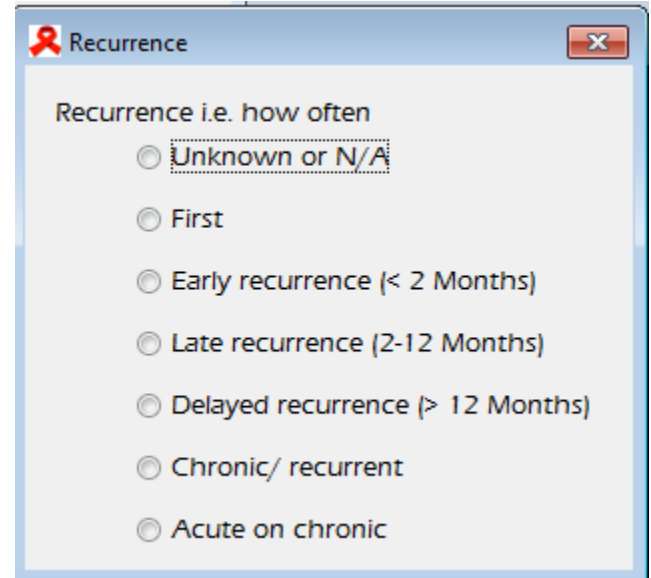 Recurrence
Recurrence i.e. how often
Unknown or N/A
First
Early recurrence (< 2 Months)
Late recurrence (2-12 Months)
Delayed recurrence (> 12 Months)
Chronic/ recurrent
Acute on chronic